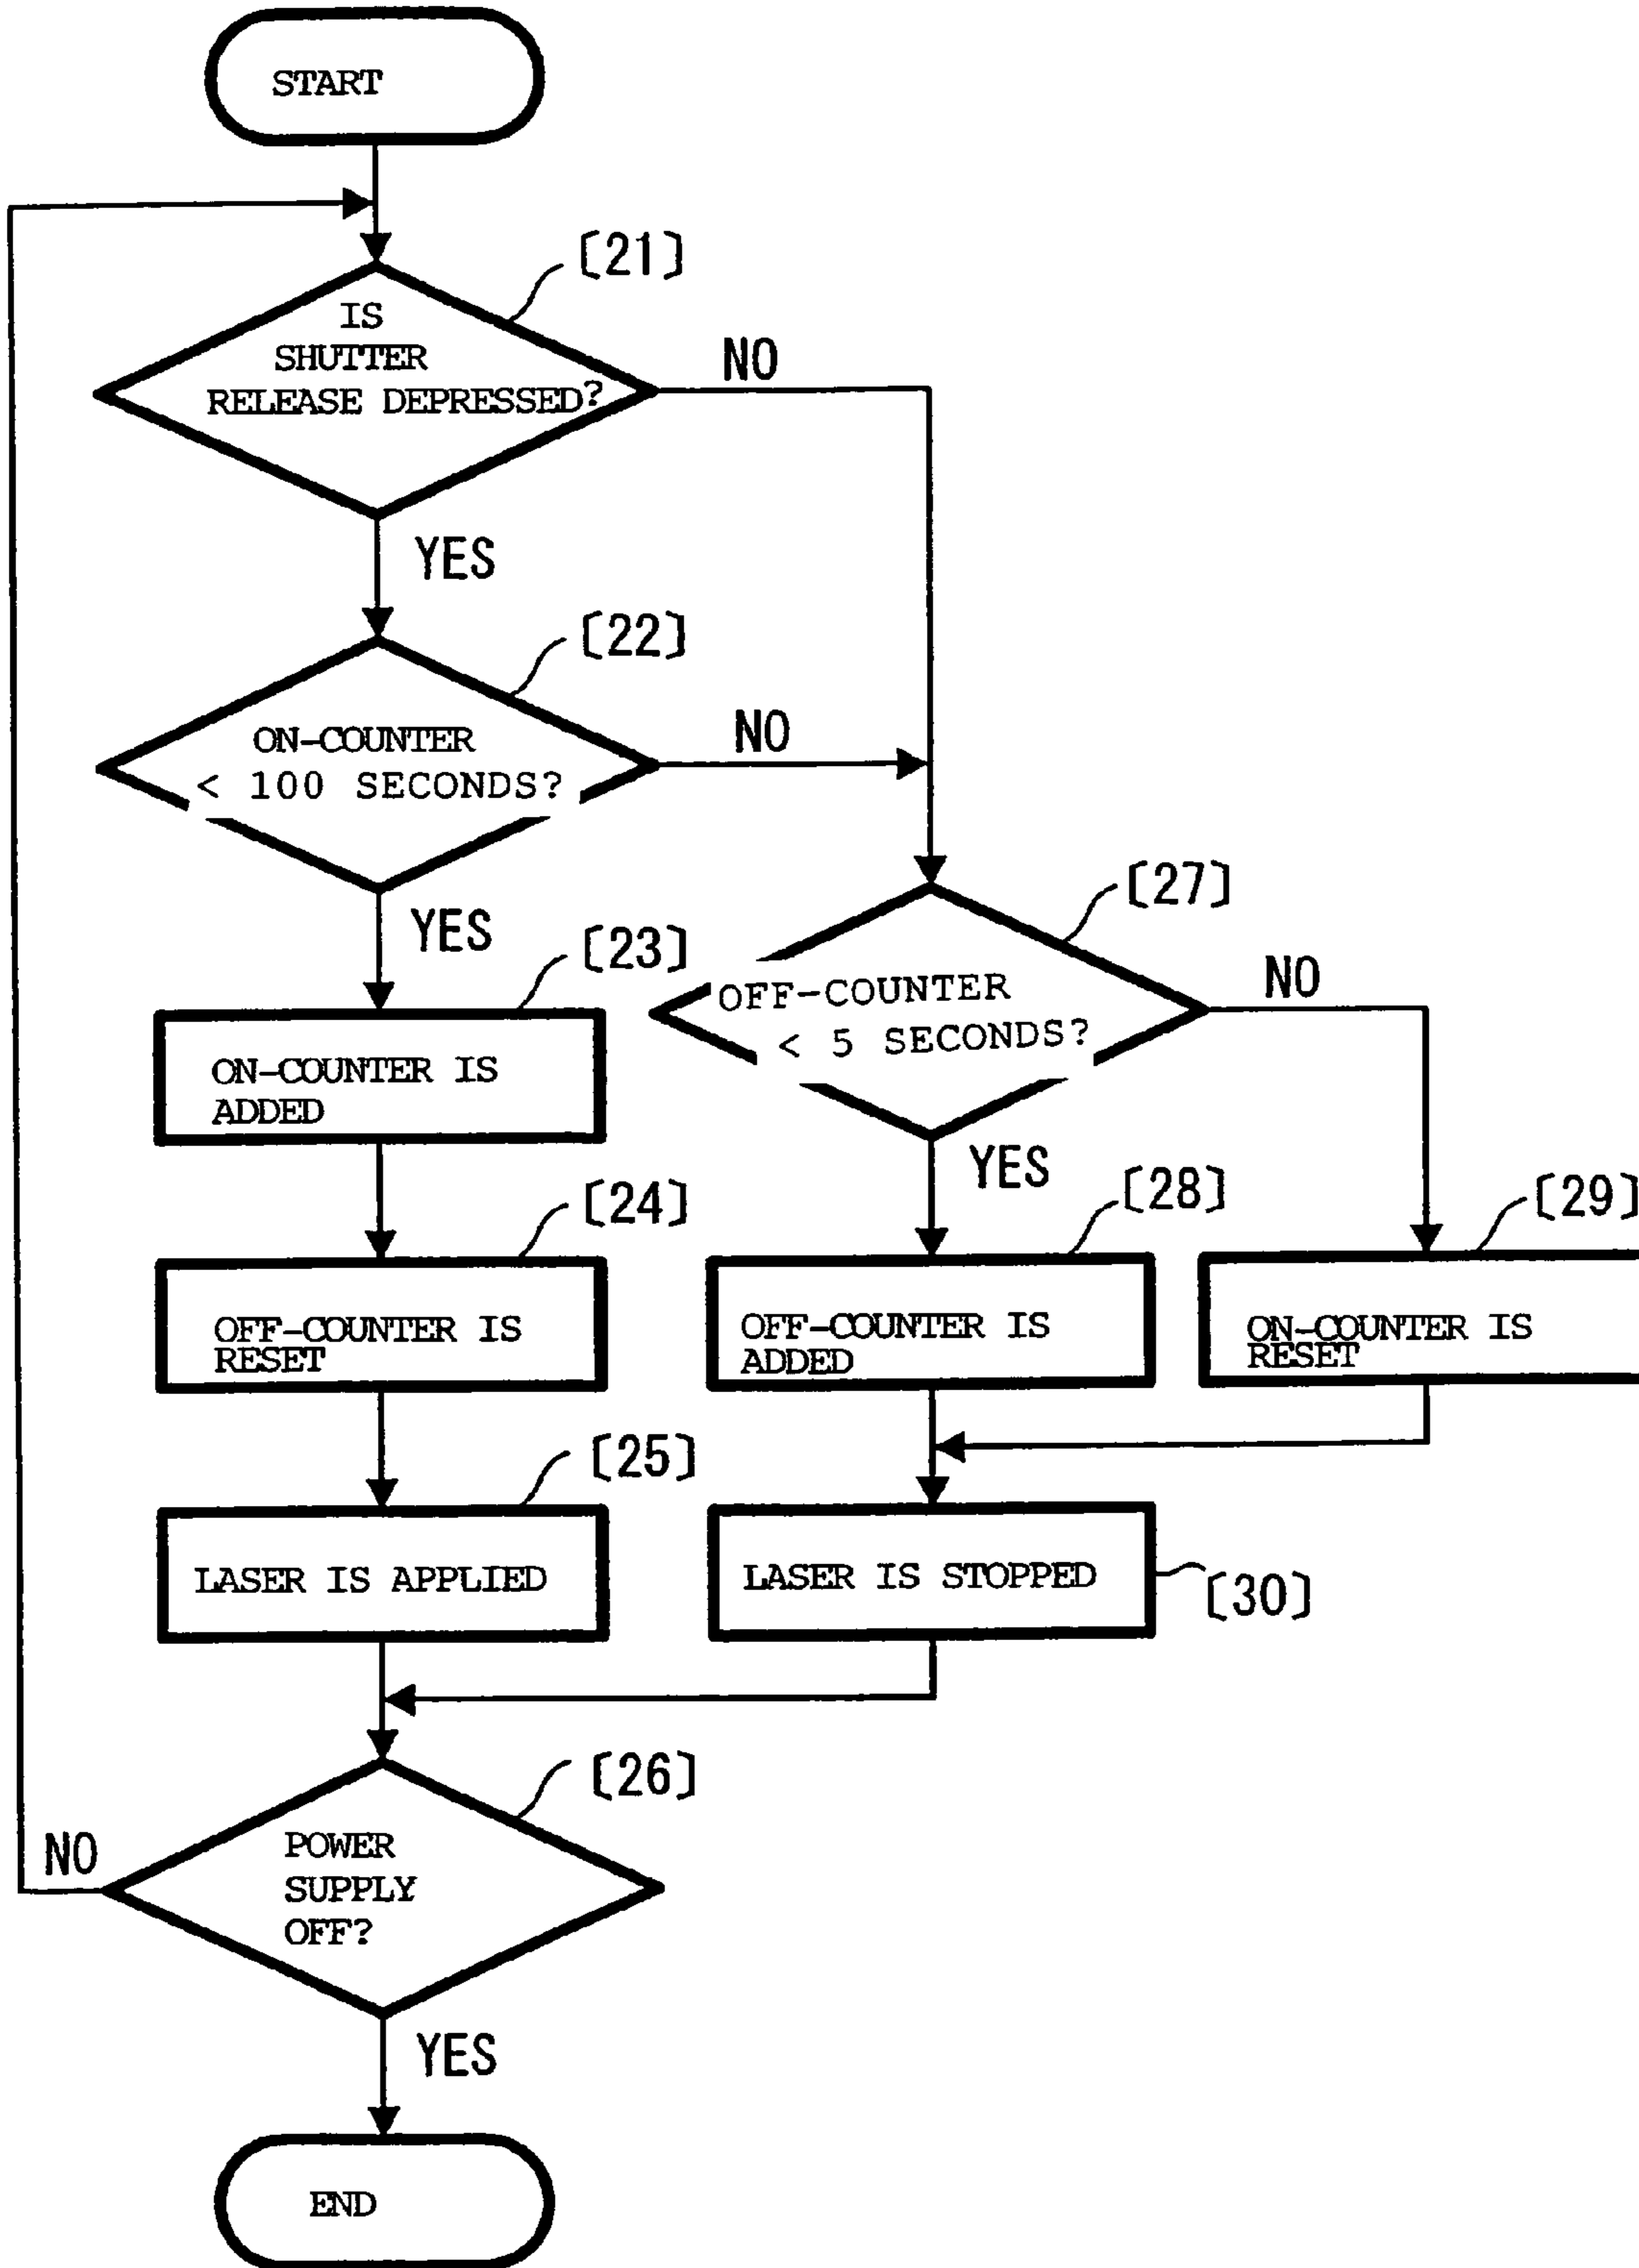 START
[21]
IS
SHUTTER
RELEASE DEPRESSED?
NO
YES
[22]
ON-COUNTER
< 100 SECONDS?
NO
YES
[23]
ON-COUNTER IS
ADDED
[27]
OFF-COUNTER
< 5 SECONDS?
NO
YES
[24]
OFF-COUNTER IS
RESET
[28]
OFF-COUNTER IS
ADDED
[29]
ON-COUNTER IS
RESET
[25]
LASER IS APPLIED
LASER IS STOPPED
[30]
[26]
POWER
SUPPLY
OFF?
NO
YES
END